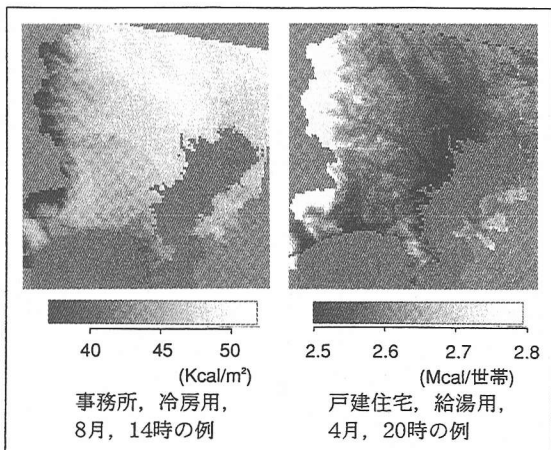 40 45 50
(Kcal/m²)
事務所，冷房用，
8月，14時の例
2.5 2.6 2.7 2.8
(Mcal/世帯)
戸建住宅，給湯用，
4月，20時の例